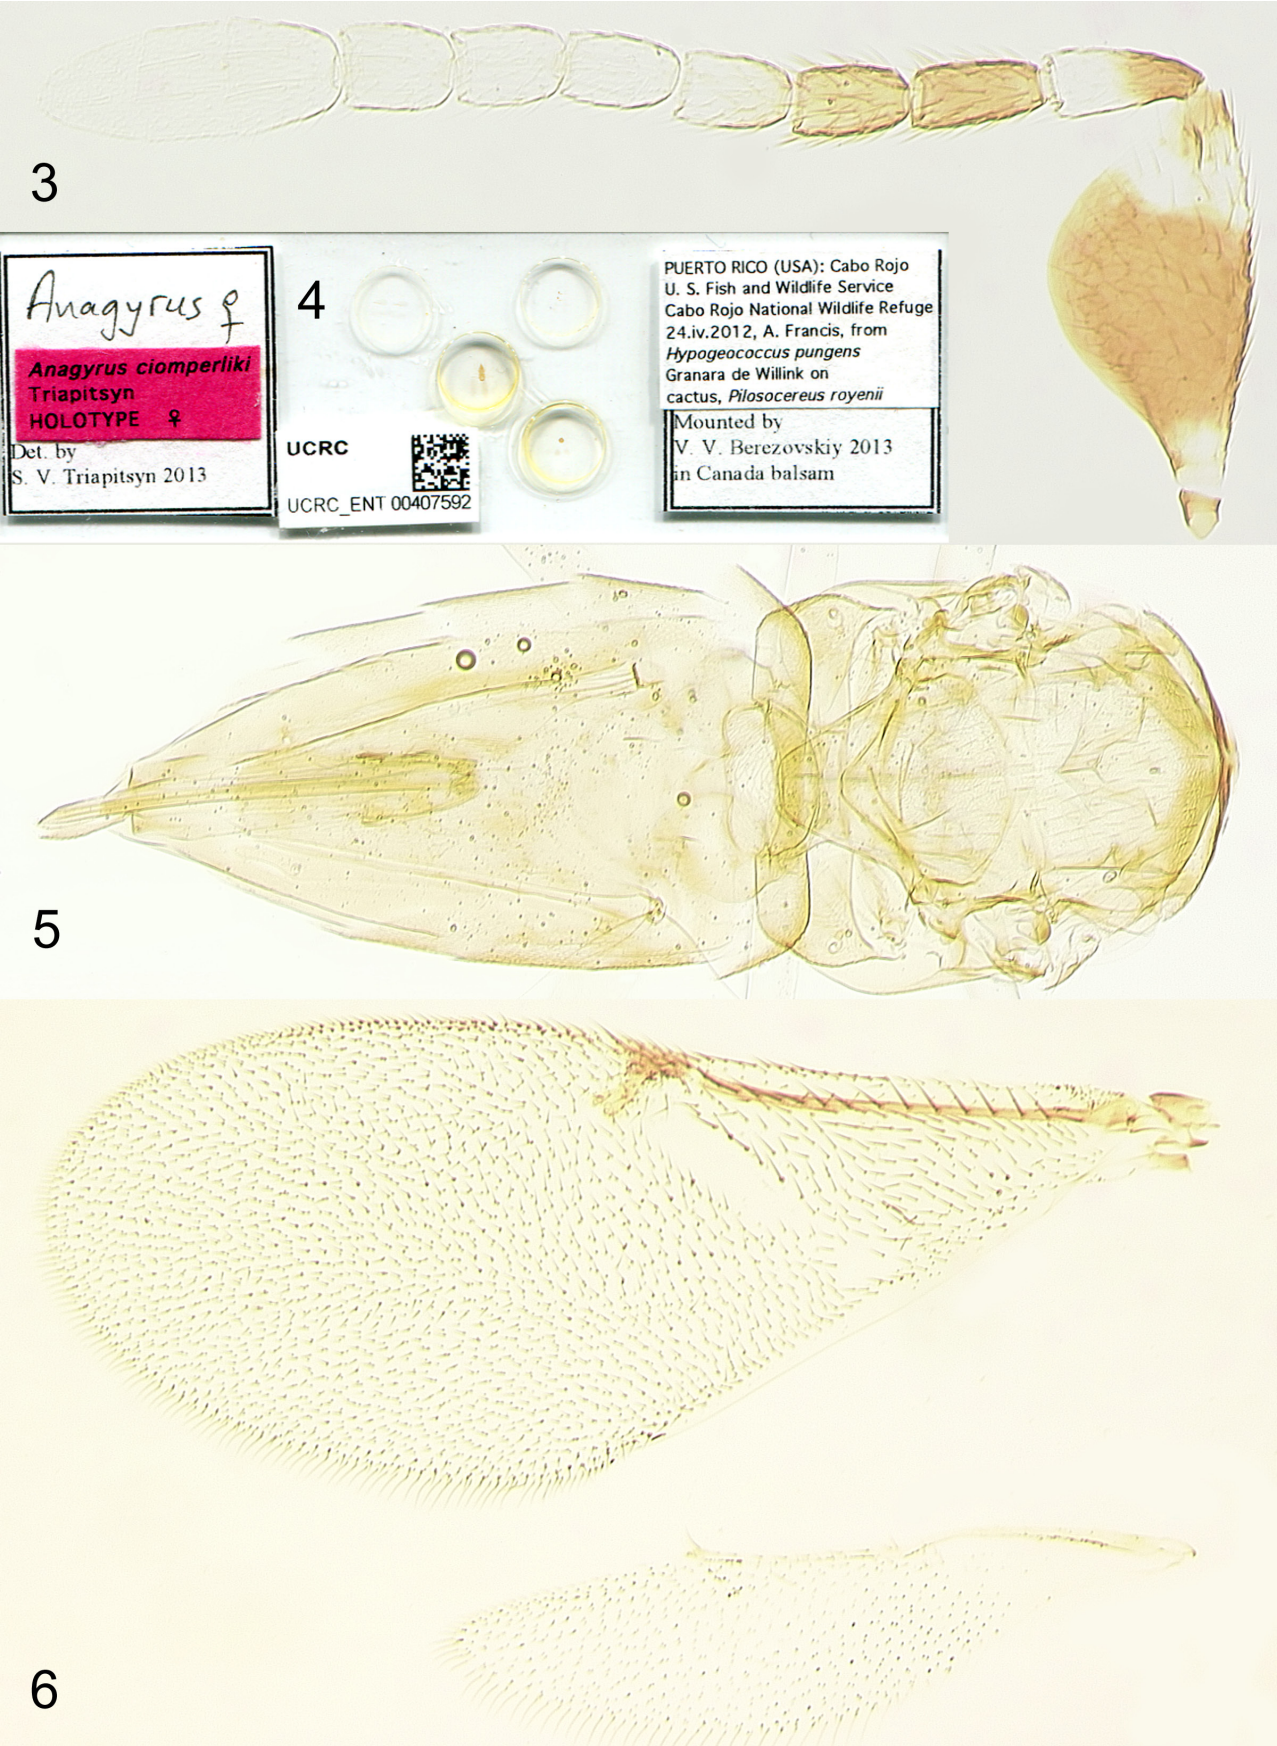 3
Anagyrus ♀
Anagyrus ciomperliki
Triapitsyn
HOLOTYPE ♀
Det. by
S. V. Triapitsyn 2013
4
UCRC
UCRC_ENT 00407592
PUERTO RICO (USA): Cabo Rojo
U. S. Fish and Wildlife Service
Cabo Rojo National Wildlife Refuge
24.iv.2012, A. Francis, from
Hypogeococcus pungens
Granara de Willink on
cactus, Pilosocereus royenii
Mounted by
V. V. Berezovskiy 2013
in Canada balsam
5
6